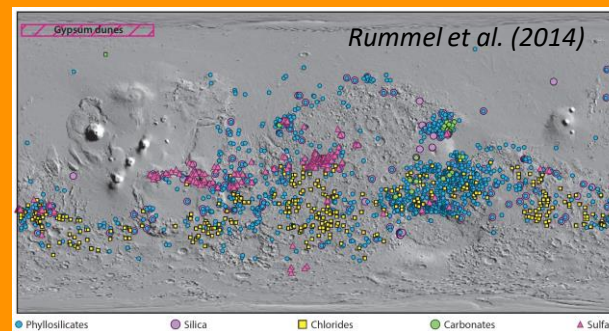 Gypsum dunes
Rummel et al. (2014)
Phyllosilicates Silica Chlorides Carbonates Sulfa